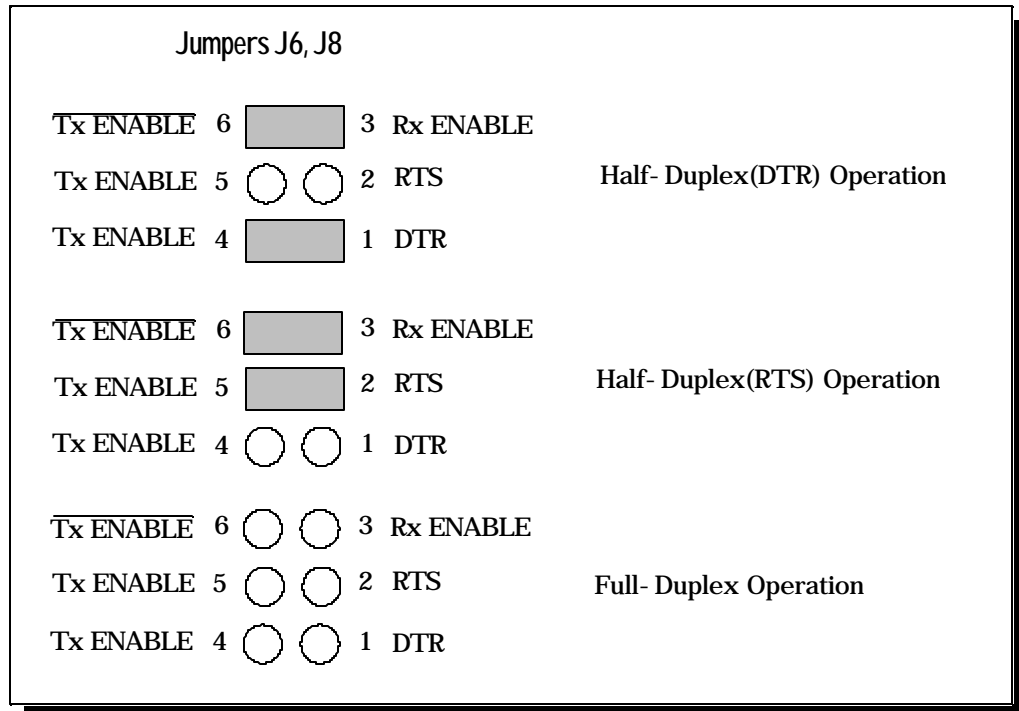 Jumpers J6, J8
Tx ENABLE 6 3 Rx ENABLE
Tx ENABLE 5 2 RTS Half-Duplex(DTR) Operation
Tx ENABLE 4 1 DTR
Tx ENABLE 6 3 Rx ENABLE
Tx ENABLE 5 2 RTS Half-Duplex(RTS) Operation
Tx ENABLE 4 1 DTR
Tx ENABLE 6 3 Rx ENABLE
Tx ENABLE 5 2 RTS Full-Duplex Operation
Tx ENABLE 4 1 DTR